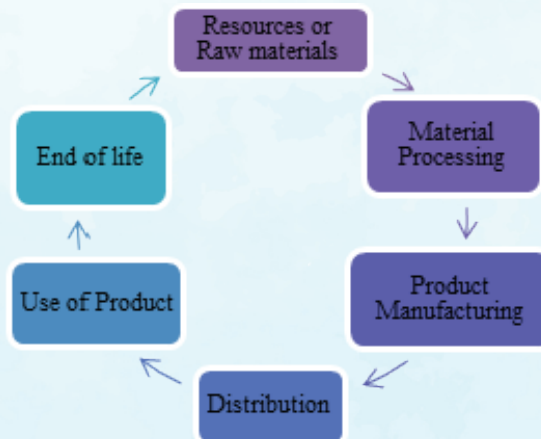 Resources or
Raw materials
Material
Processing
Product
Manufacturing
Distribution
Use of Product
End of life